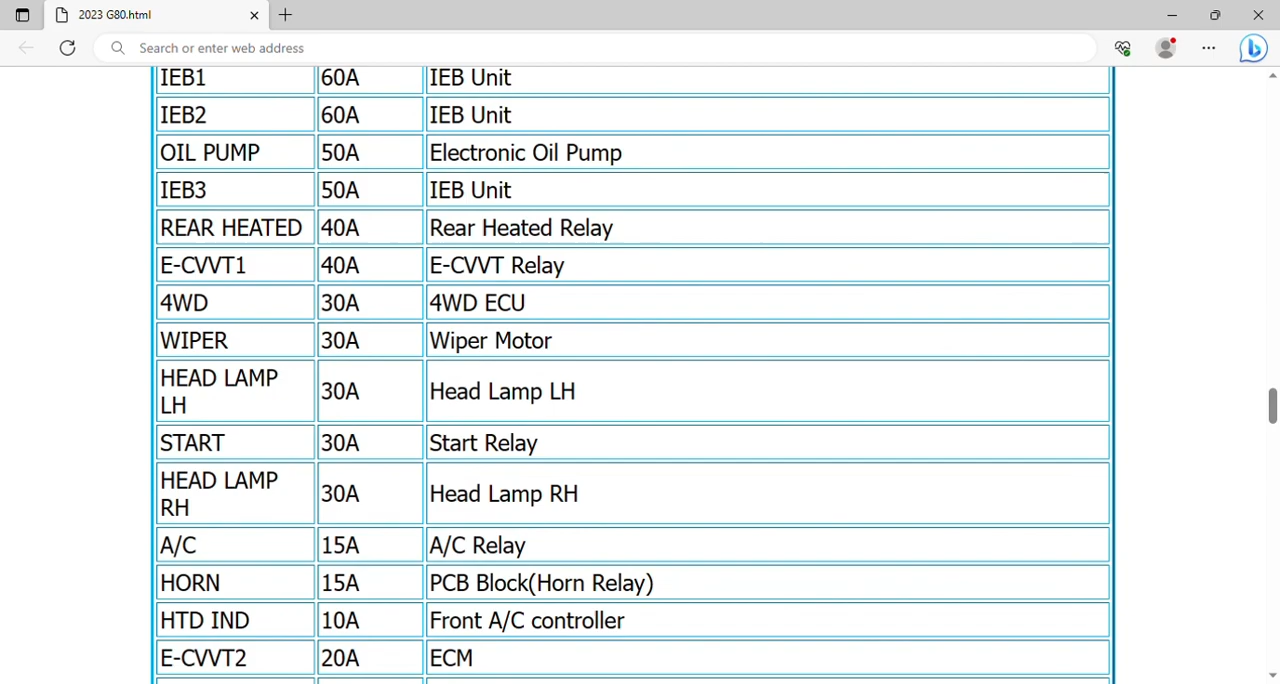 2023 G80.html
Search or enter web address
IEB1 60A IEB Unit
IEB2 60A IEB Unit
OIL PUMP 50A Electronic Oil Pump
IEB3 50A IEB Unit
REAR HEATED 40A Rear Heated Relay
E-CVVT1 40A E-CVVT Relay
4WD 30A 4WD ECU
WIPER 30A Wiper Motor
HEAD LAMP
LH 30A Head Lamp LH
START 30A Start Relay
HEAD LAMP
RH 30A Head Lamp RH
A/C 15A A/C Relay
HORN 15A PCB Block(Horn Relay)
HTD IND 10A Front A/C controller
E-CVVT2 20A ECM